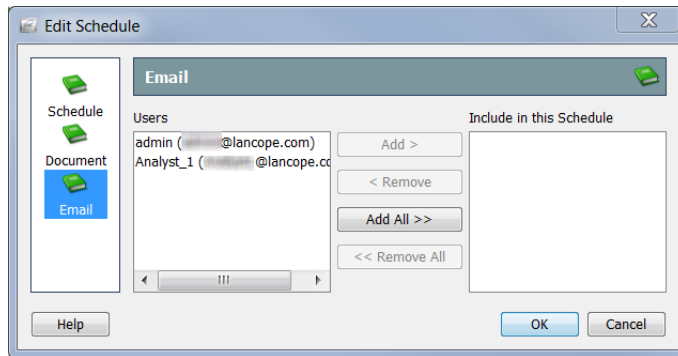 Edit Schedule
Email
Schedule
Document
Email
Users
admin ( @lancope.com)
Analyst_1 ( @lancope.cc
Add >
< Remove
Add All >>
<< Remove All
Include in this Schedule
Help
OK
Cancel